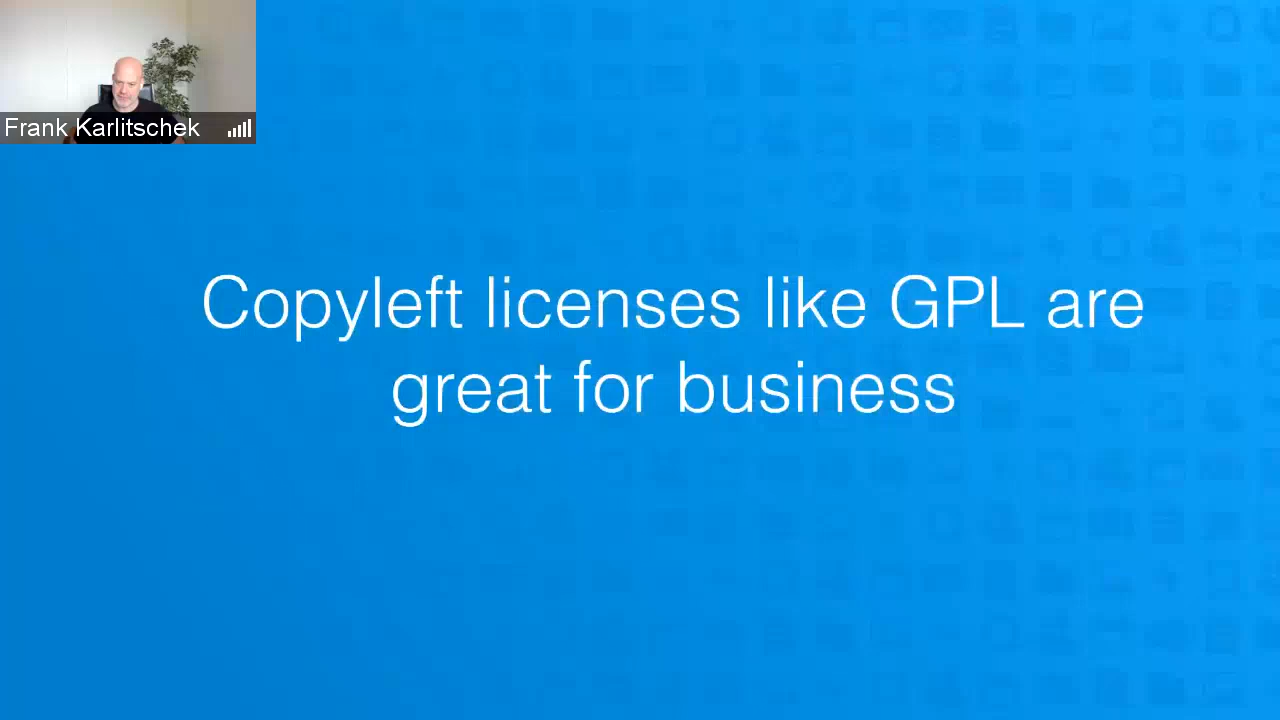 Frank Karlitschek
Copyleft licenses like GPL are
great for business